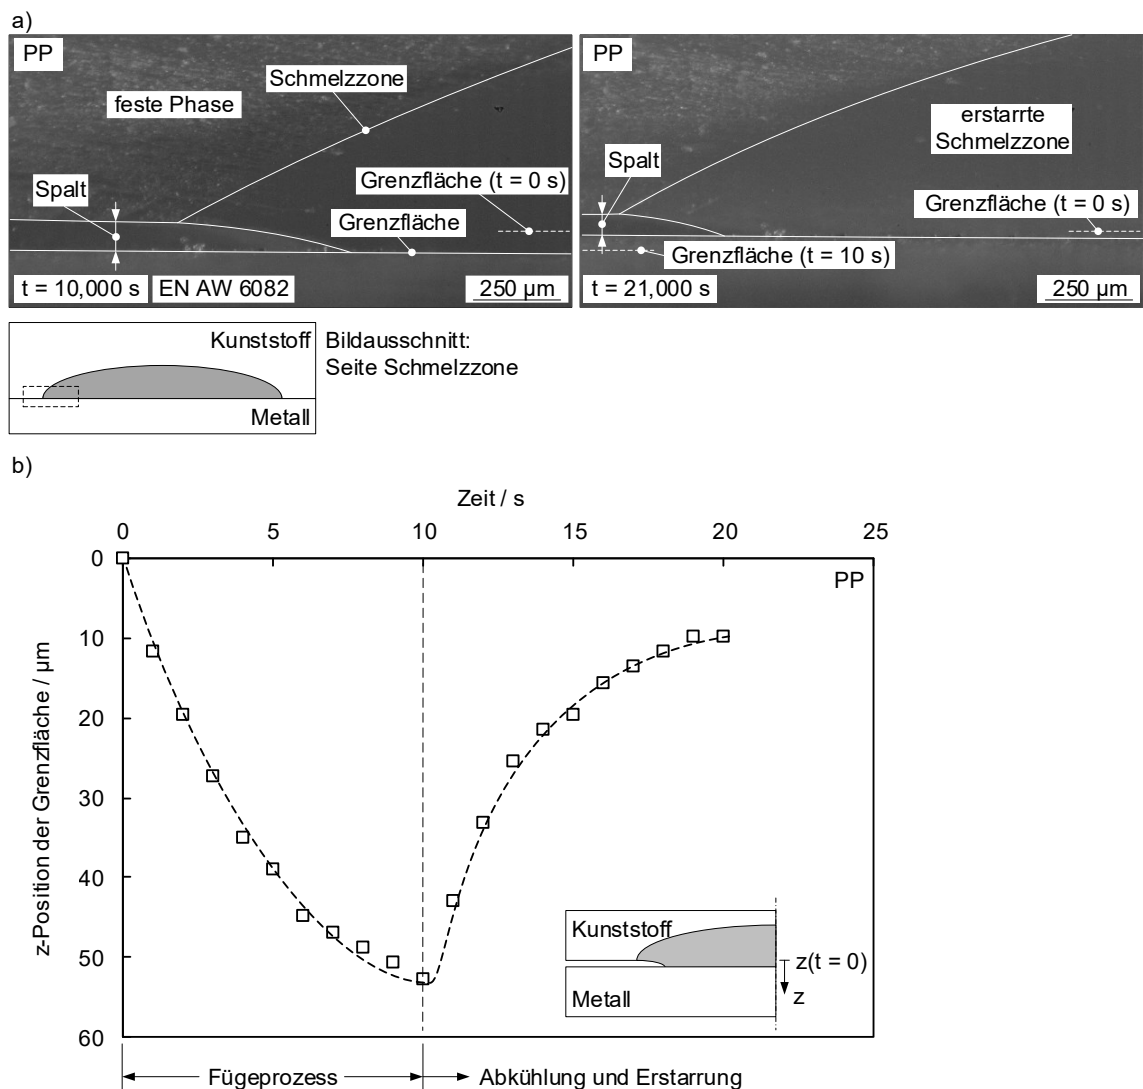 a)
PP
feste Phase
Schmelzzone
Spalt
Grenzfläche (t = 0 s)
Grenzfläche
t = 10,000 s
EN AW 6082
250 µm
PP
erstarrte
Schmelzzone
Spalt
Grenzfläche (t = 0 s)
Grenzfläche (t = 10 s)
t = 21,000 s
250 µm
Kunststoff
Metall
Bildausschnitt:
Seite Schmelzzone
b)
Zeit / s
0 5 10 15 20 25
z-Position der Grenzfläche / µm
0
10
20
30
40
50
60
PP
Kunststoff
Metall
z(t = 0)
z
Fügeprozess
Abkühlung und Erstarrung